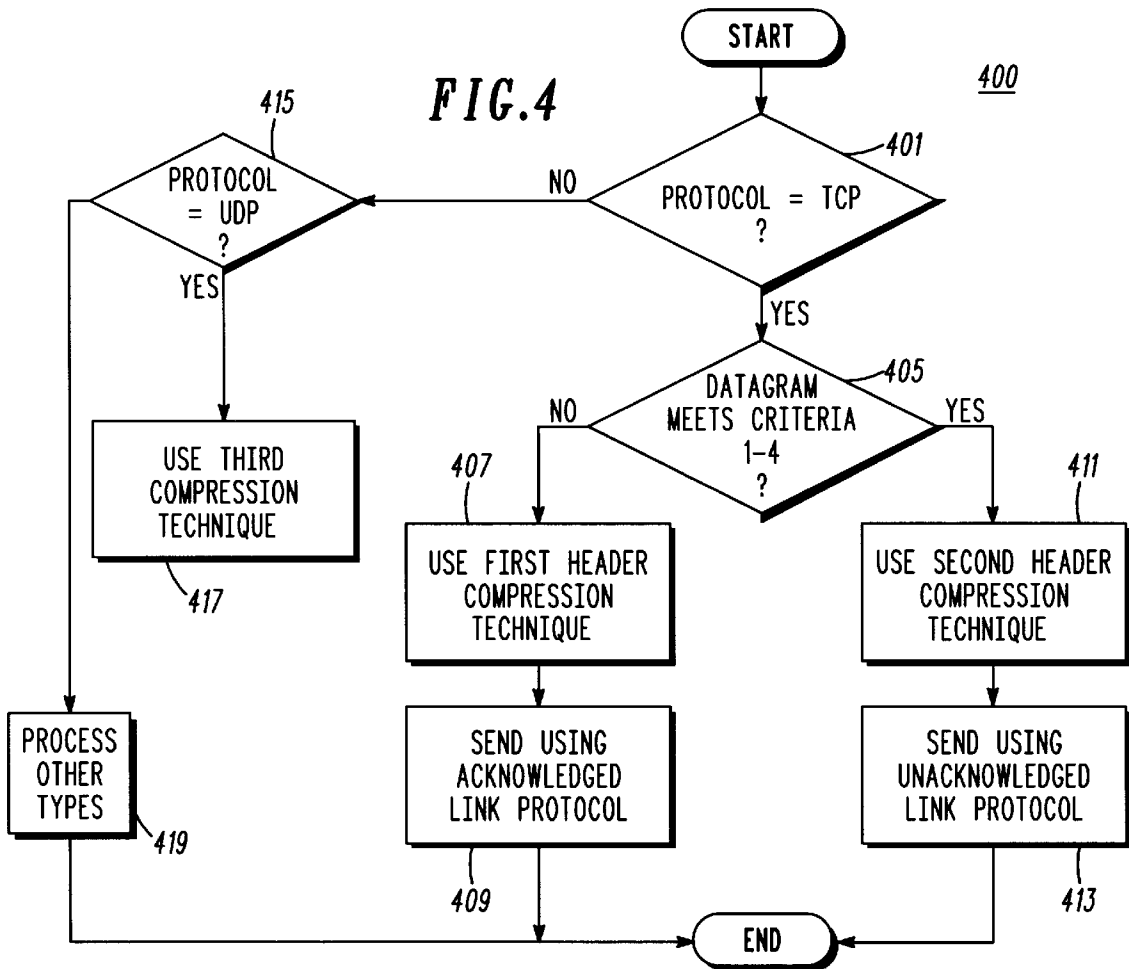 START
FIG.4
400
415
401
PROTOCOL
= UDP
?
NO
PROTOCOL = TCP
?
YES
YES
405
DATAGRAM
MEETS CRITERIA
1-4
?
NO
YES
USE THIRD
COMPRESSION
TECHNIQUE
417
407
411
USE FIRST HEADER
COMPRESSION
TECHNIQUE
USE SECOND HEADER
COMPRESSION
TECHNIQUE
PROCESS
OTHER
TYPES
419
SEND USING
ACKNOWLEDGED
LINK PROTOCOL
409
SEND USING
UNACKNOWLEDGED
LINK PROTOCOL
413
END